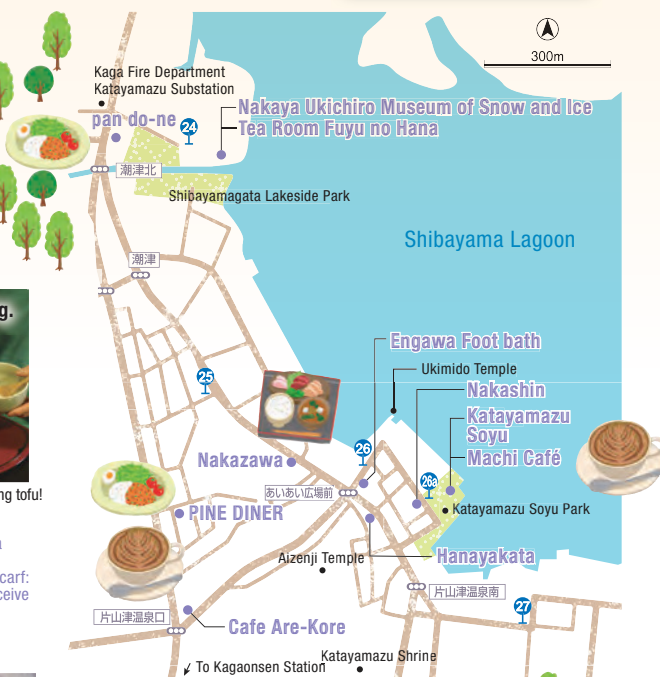 300m
Kaga Fire Department
Katayamazu Substation
pan do-ne
24
Nakaya Ukichiro Museum of Snow and Ice
Tea Room Fuyu no Hana
潮津北
Shibayamagata Lakeside Park
Shibayama Lagoon
潮津
g.
Engawa Foot bath
Ukimido Temple
25
Nakashin
Katayamazu
Soyu
Machi Café
26
Nakazawa
26a
あいあい広場前
ng tofu!
PINE DINER
Katayamazu Soyu Park
a
Aizenji Temple
Hanayakata
carf:
ceive
片山津温泉南
27
片山津温泉口
Cafe Are-Kore
Katayamazu Shrine
To Kagaonsen Station